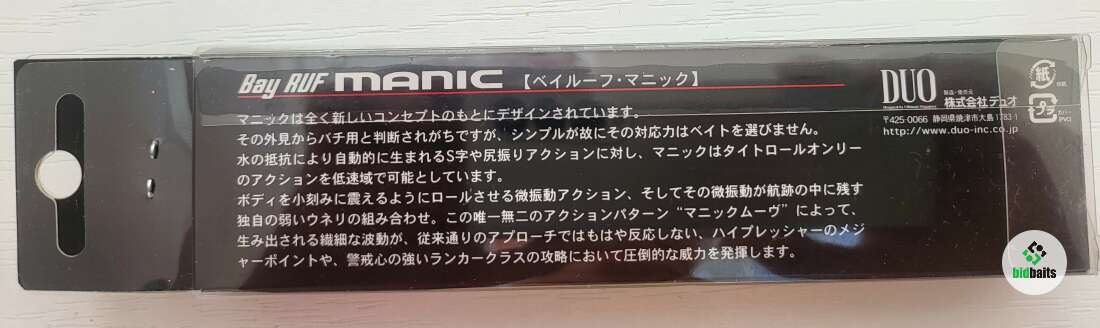 Bay RUF MANIC 【ベイルーフ・マニック】
マニックは全く新しいコンセプトのもとにデザインされています。
その外見からバチ用と判断されがちですが、シンプルが故にその対応力はベイトを選びません。
水の抵抗により自動的に生まれるS字や尻振りアクションに対し、マニックはタイトロールオンリー
のアクションを低速域で可能としています。
ボディを小刻みに震えるようにロールさせる微振動アクション、そしてその微振動が航跡の中に残す
独自の弱いウネリの組み合わせ。この唯一無二のアクションパターン“マニックムーヴ”によって、
生み出される繊細な波動が、従来通りのアプローチではもはや反応しない、ハイプレッシャーのメジ
ャーポイントや、警戒心の強いランカークラスの攻略において圧倒的な威力を発揮します。
DUO
製造・発売元
株式会社デュオ
〒425-0066 静岡県焼津市大島1783-1
http://www.duo-inc.co.jp
紙
プラ
bidbaits